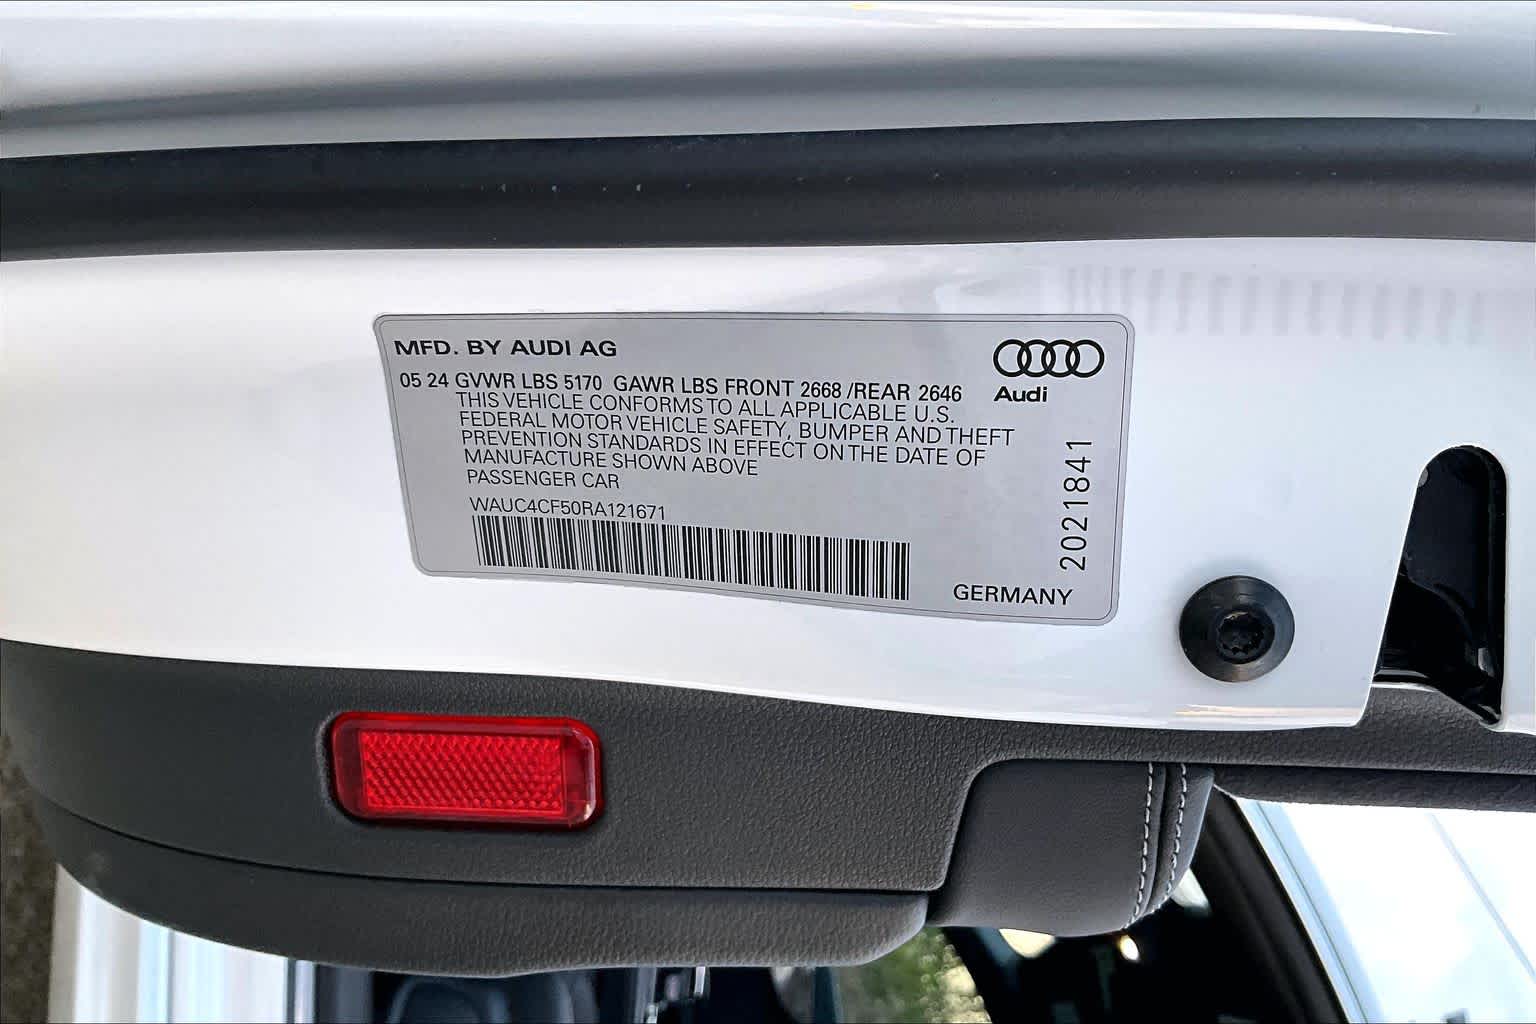 MFD. BY AUDI AG
Audi
05 24 GVWR LBS 5170 GAWR LBS FRONT 2668 /REAR 2646
THIS VEHICLE CONFORMS TO ALL APPLICABLE U.S.
FEDERAL MOTOR VEHICLE SAFETY, BUMPER AND THEFT
PREVENTION STANDARDS IN EFFECT ON THE DATE OF
MANUFACTURE SHOWN ABOVE
PASSENGER CAR
WAUC4CF50RA121671
2021841
GERMANY